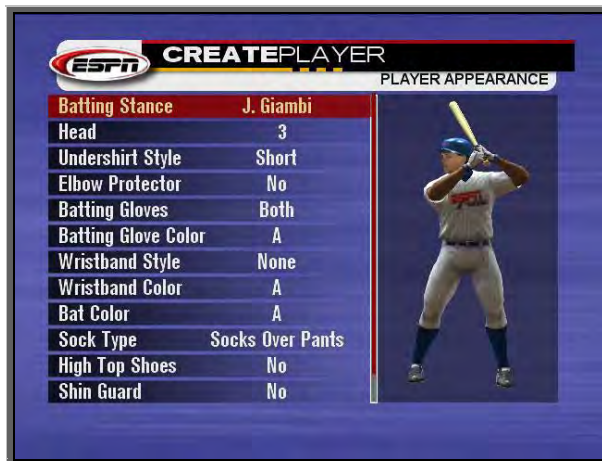 ESPN
CREATEPLAYER
PLAYER APPEARANCE
Batting Stance J. Giambi
Head 3
Undershirt Style Short
Elbow Protector No
Batting Gloves Both
Batting Glove Color A
Wristband Style None
Wristband Color A
Bat Color A
Sock Type Socks Over Pants
High Top Shoes No
Shin Guard No
ESPN